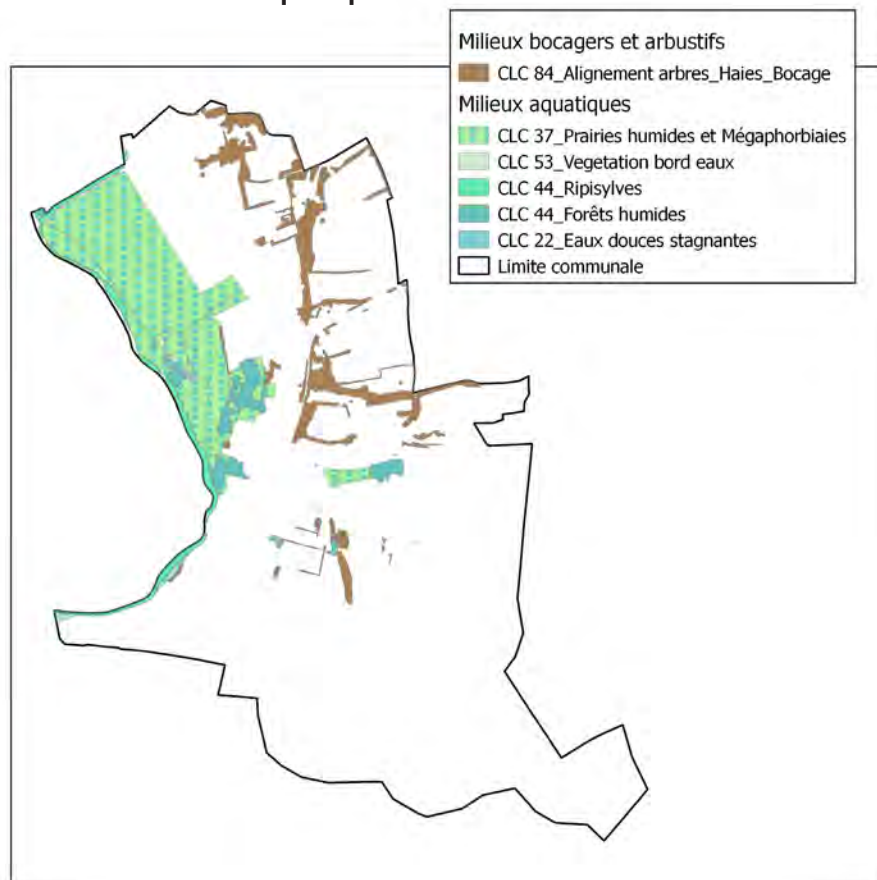 Milieux bocagers et arbustifs
CLC 84_Alignement arbres_Haies_Bocage
Milieux aquatiques
CLC 37_Prairies humides et Mégaphorbiaies
CLC 53_Vegetation bord eaux
CLC 44_Ripisylves
CLC 44_Forêts humides
CLC 22_Eaux douces stagnantes
Limite communale